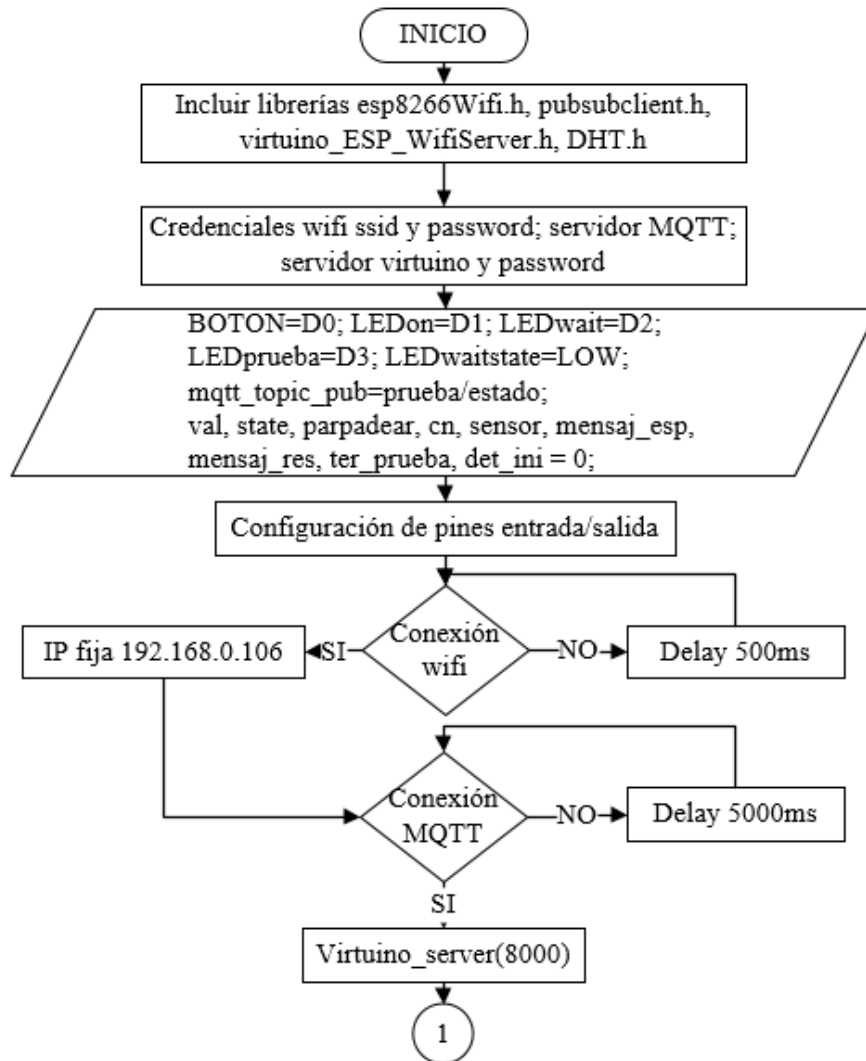 INICIO
Incluir librerías esp8266Wifi.h, pubsubclient.h,
virtuino_ESP_WifiServer.h, DHT.h
Credenciales wifi ssid y password; servidor MQTT;
servidor virtuino y password
BOTON=D0; LEDon=D1; LEDwait=D2;
LEDprueba=D3; LEDwaitstate=LOW;
mqtt_topic_pub=prueba/estado;
val, state, parpadear, cn, sensor, mensaj_esp,
mensaj_res, ter_prueba, det_ini = 0;
Configuración de pines entrada/salida
IP fija 192.168.0.106
SI
Conexión
wifi
NO
Delay 500ms
Conexión
MQTT
NO
Delay 5000ms
SI
Virtuino_server(8000)
1